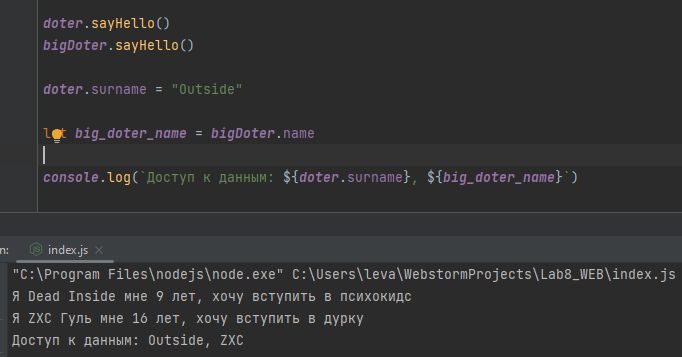 doter.sayHello()
bigDoter.sayHello()
doter.surname = "Outside"
let big_doter_name = bigDoter.name
console.log(`Доступ к данным: ${doter.surname}, ${big_doter_name}`)
n: index.js ×
"C:\Program Files\nodejs\node.exe" C:\Users\leva\WebstormProjects\Lab8_WEB\index.js
Я Dead Inside мне 9 лет, хочу вступить в психокидс
Я ZXC Гуль мне 16 лет, хочу вступить в дурку
Доступ к данным: Outside, ZXC